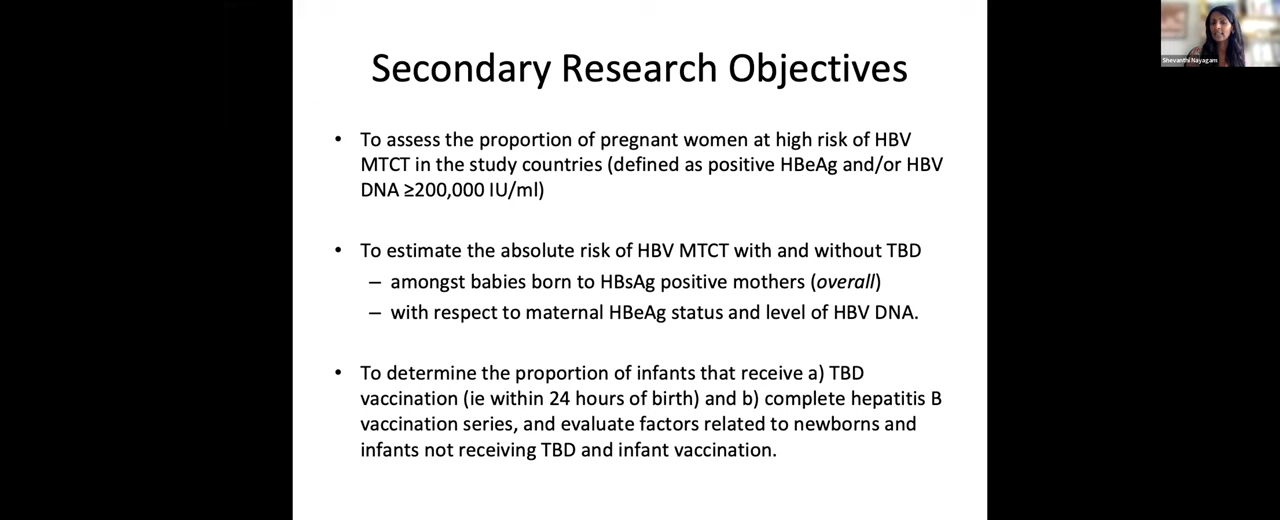 Secondary Research Objectives
Shevanthi Nayagam
• To assess the proportion of pregnant women at high risk of HBV
MTCT in the study countries (defined as positive HBeAg and/or HBV
DNA ≥200,000 IU/ml)
• To estimate the absolute risk of HBV MTCT with and without TBD
– amongst babies born to HBsAg positive mothers (overall)
– with respect to maternal HBeAg status and level of HBV DNA.
• To determine the proportion of infants that receive a) TBD
vaccination (ie within 24 hours of birth) and b) complete hepatitis B
vaccination series, and evaluate factors related to newborns and
infants not receiving TBD and infant vaccination.